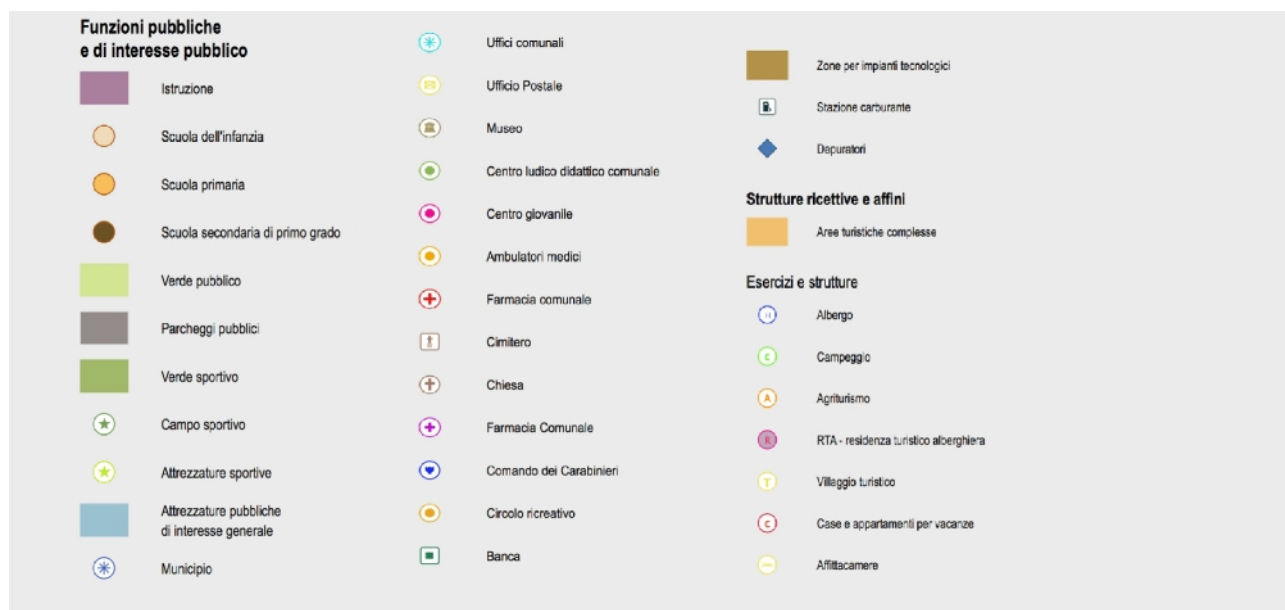 Funzioni pubbliche
e di interesse pubblico
Istruzione
Scuola dell'infanzia
Scuola primaria
Scuola secondaria di primo grado
Verde pubblico
Parcheggi pubblici
Verde sportivo
Campo sportivo
Attrezzature sportive
Attrezzature pubbliche
di interesse generale
Municipio
Uffici comunali
Ufficio Postale
Museo
Centro ludico didattico comunale
Centro giovanile
Ambulatori medici
Farmacia comunale
Cimitero
Chiesa
Farmacia Comunale
Comando dei Carabinieri
Circolo ricreativo
Banca
Zone per impianti tecnologici
Stazione carburante
Depuratori
Strutture ricettive e affini
Aree turistiche complesse
Esercizi e strutture
H Albergo
C Campeggio
A Agriturismo
R RTA - residenza turistico alberghiera
T Villaggio turistico
C Case e appartamenti per vacanze
Affittacamere